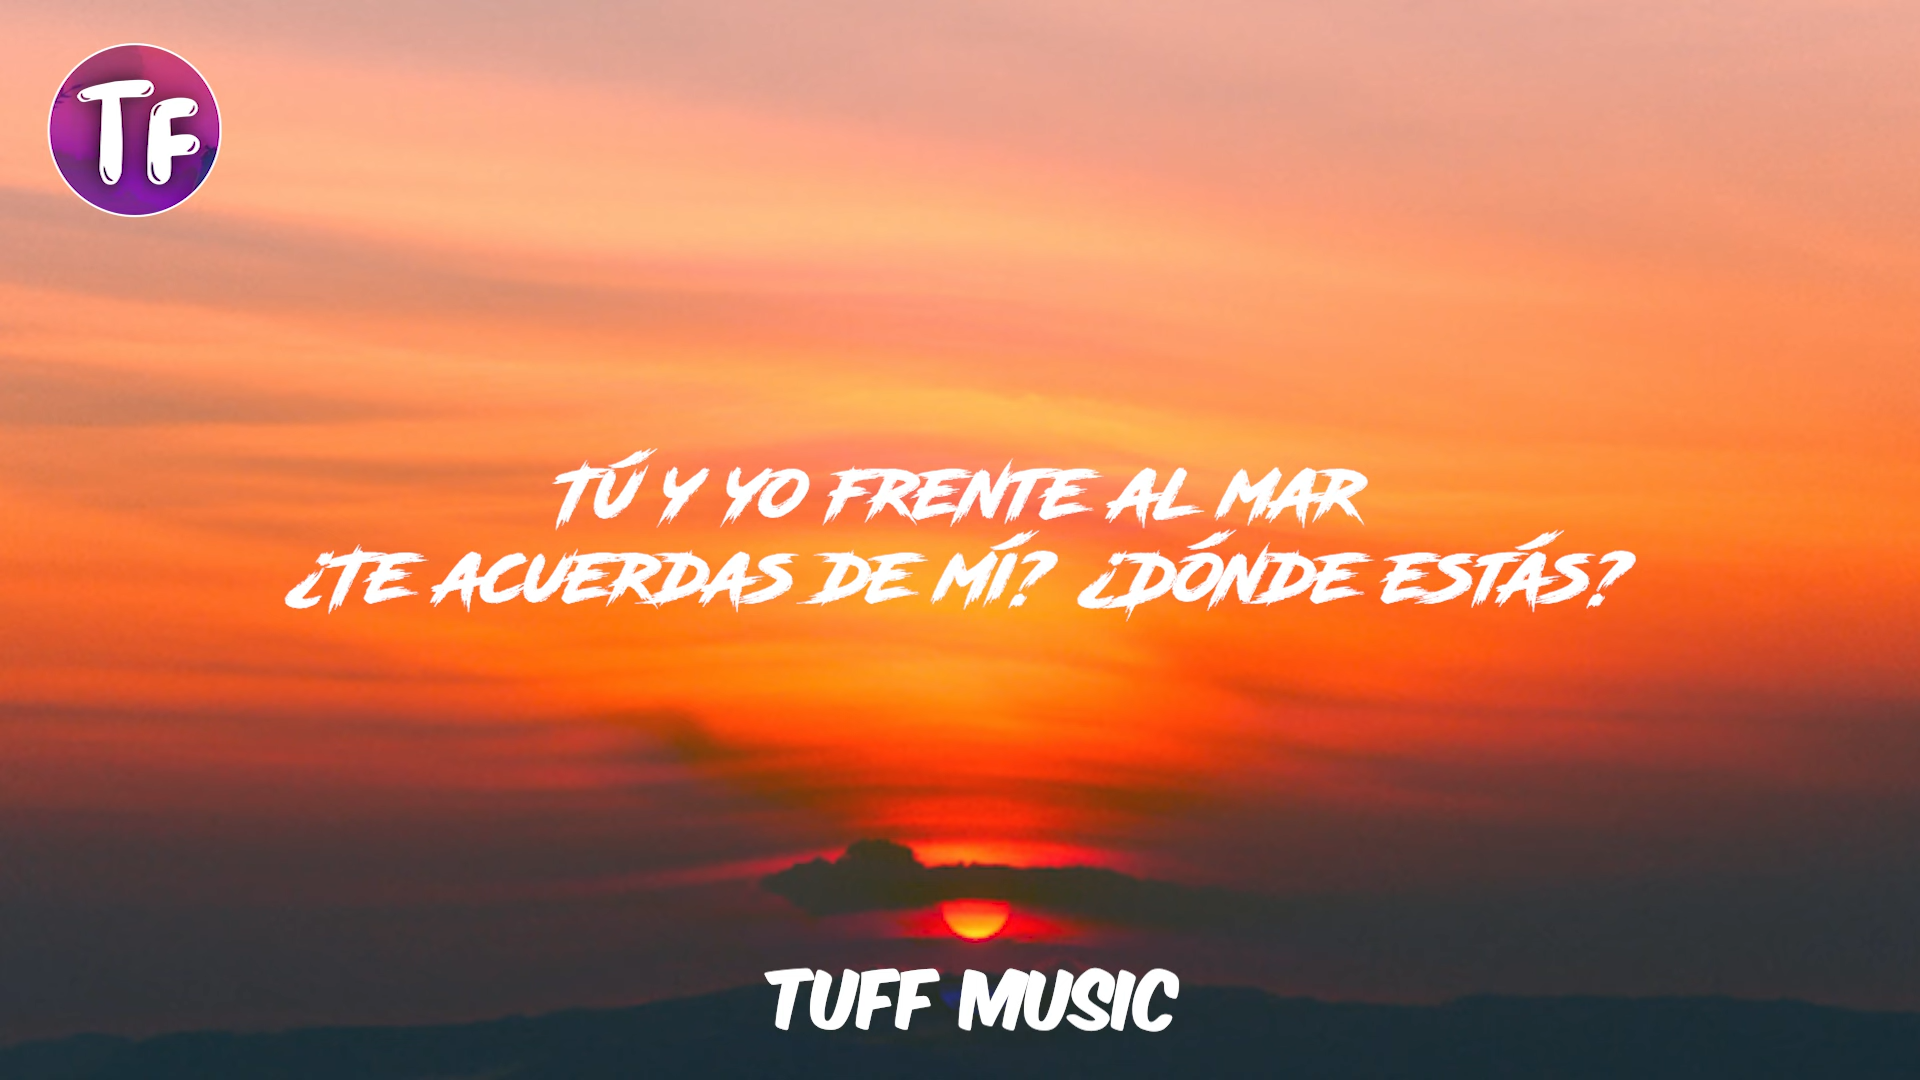 TF
TÚ Y YO FRENTE AL MAR
¿TE ACUERDAS DE MÍ? ¿DÓNDE ESTÁS?
TUFF MUSIC